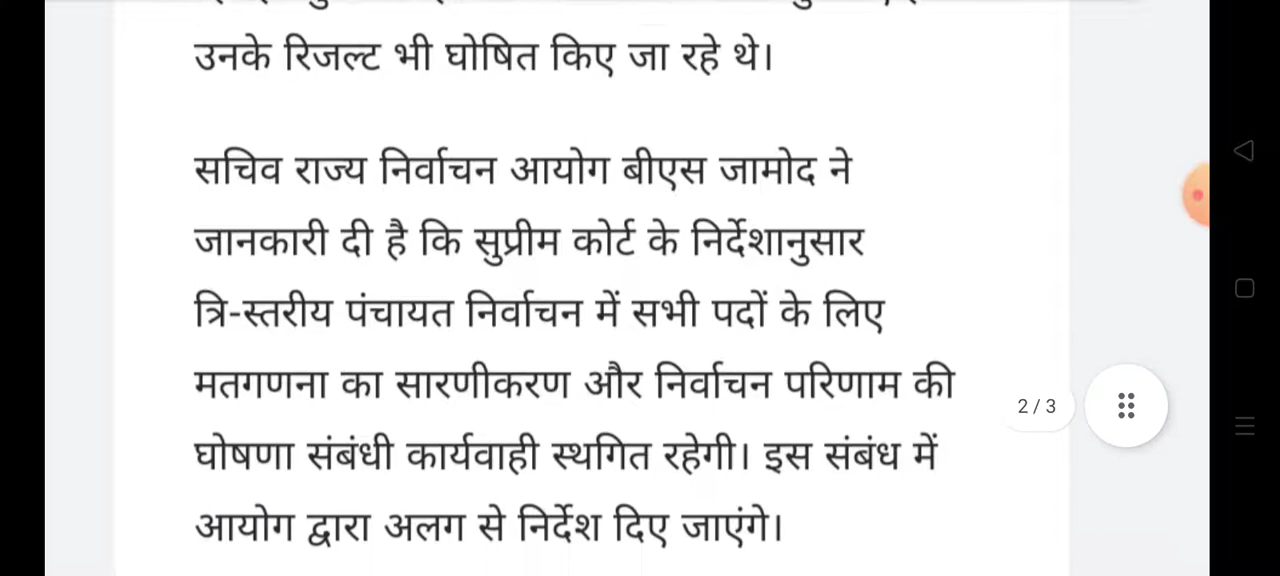 उनके रिजल्ट भी घोषित किए जा रहे थे।
सचिव राज्य निर्वाचन आयोग बीएस जामोद ने
जानकारी दी है कि सुप्रीम कोर्ट के निर्देशानुसार
त्रि-स्तरीय पंचायत निर्वाचन में सभी पदों के लिए
मतगणना का सारणीकरण और निर्वाचन परिणाम की
घोषणा संबंधी कार्यवाही स्थगित रहेगी। इस संबंध में
आयोग द्वारा अलग से निर्देश दिए जाएंगे।
2 / 3